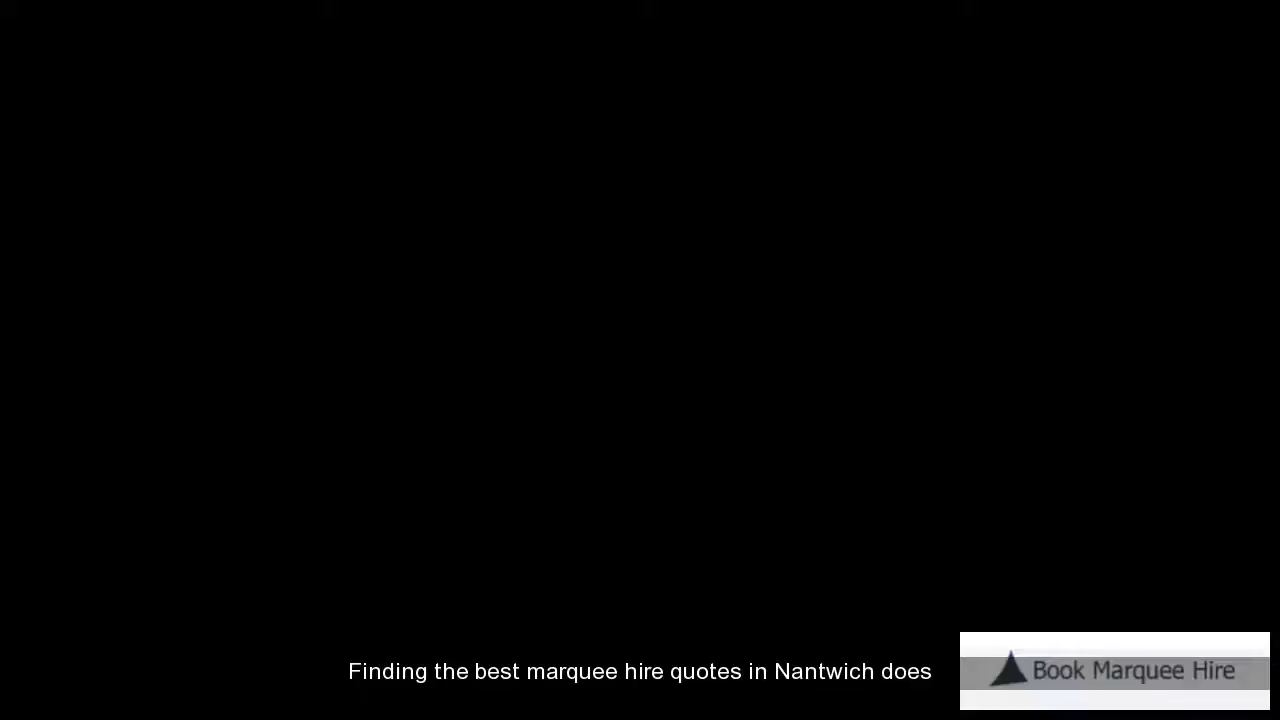 Finding the best marquee hire quotes in Nantwich does
Book Marquee Hire